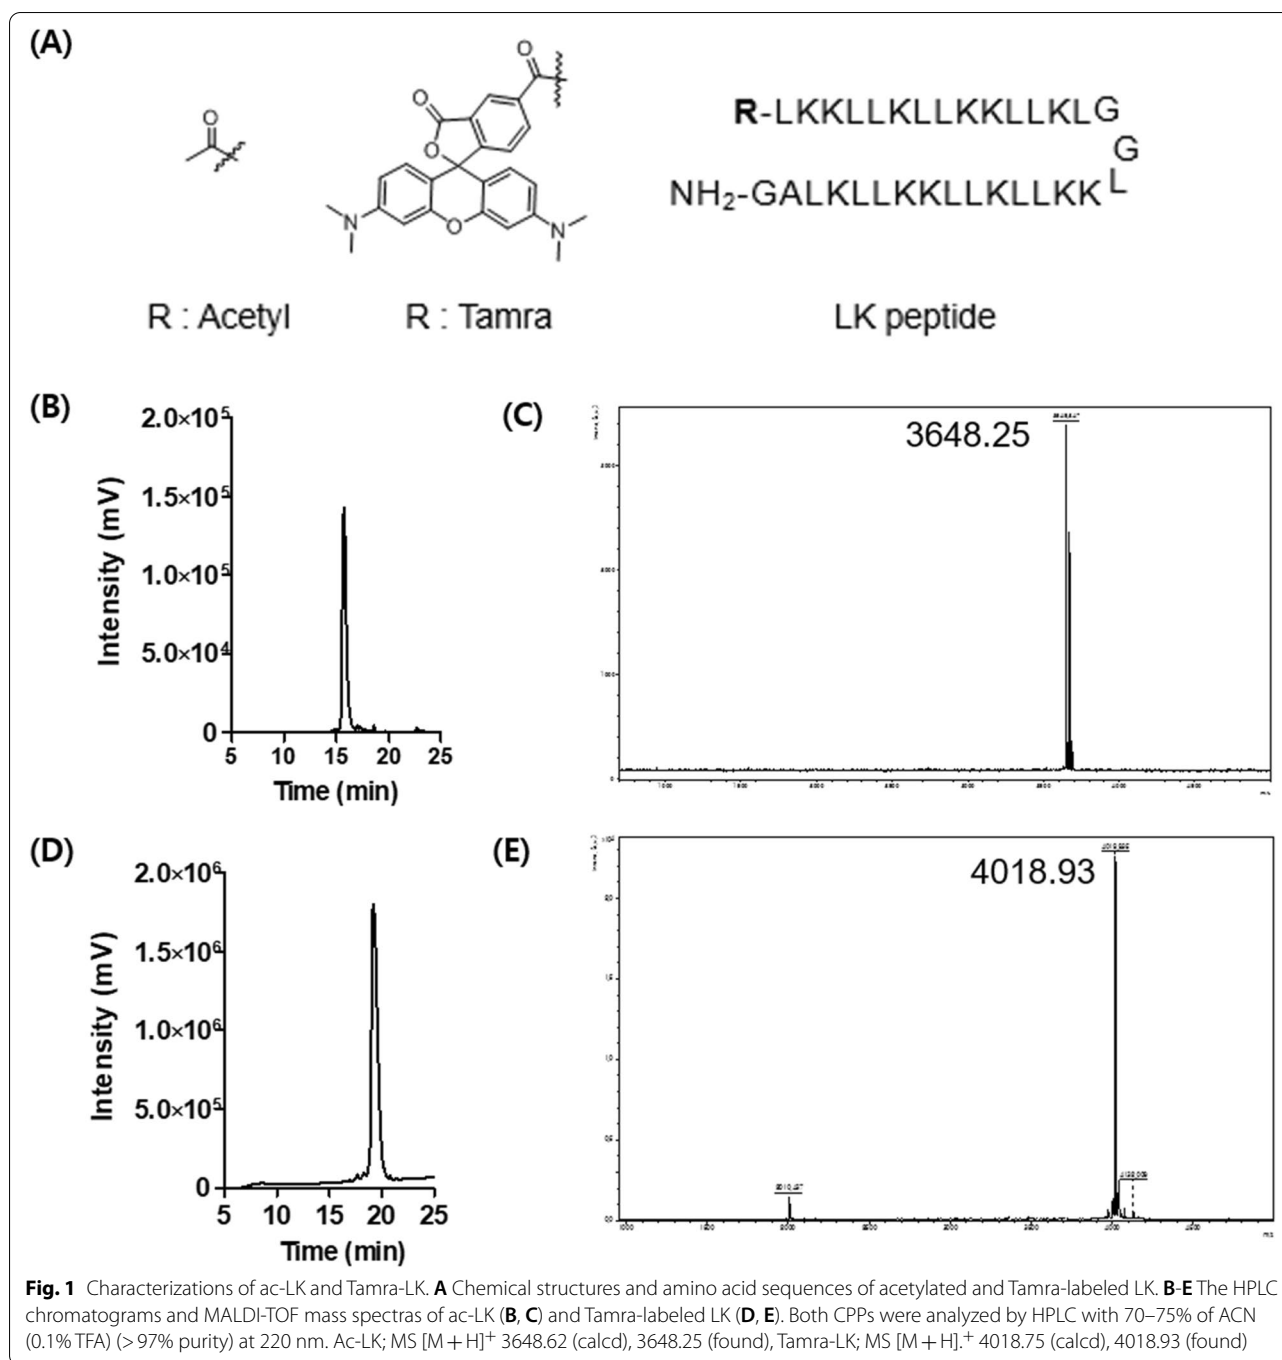 (A)
O
O
O
O
N
O
N
R-LKKLLKLLKKLLKLG
G
L
NH2-GALKLLKKLLKLLKK
R : Acetyl
R : Tamra
LK peptide
(B)
2.0×10⁵
1.5×10⁵
1.0×10⁵
5.0×10⁴
0
Intensity (mV)
5 10 15 20 25
Time (min)
(C)
3648.25
(D)
2.0×10⁶
1.5×10⁶
1.0×10⁶
5.0×10⁵
0
Intensity (mV)
5 10 15 20 25
Time (min)
(E)
4018.93
Fig. 1 Characterizations of ac-LK and Tamra-LK. A Chemical structures and amino acid sequences of acetylated and Tamra-labeled LK. B-E The HPLC
chromatograms and MALDI-TOF mass spectras of ac-LK (B, C) and Tamra-labeled LK (D, E). Both CPPs were analyzed by HPLC with 70–75% of ACN
(0.1% TFA) (> 97% purity) at 220 nm. Ac-LK; MS [M + H]⁺ 3648.62 (calcd), 3648.25 (found), Tamra-LK; MS [M + H].⁺ 4018.75 (calcd), 4018.93 (found)